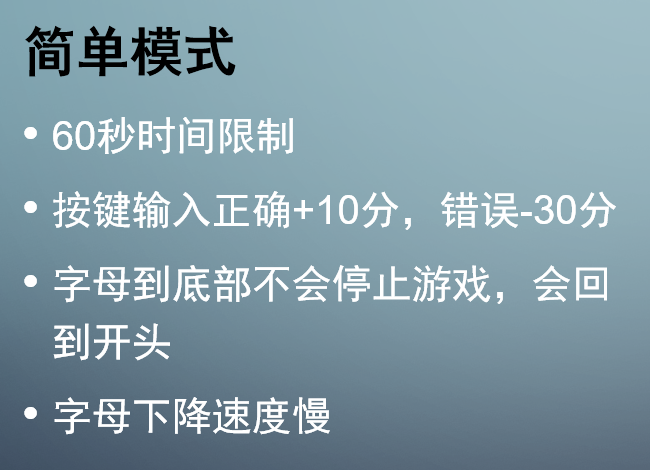 简单模式
• 60秒时间限制
• 按键输入正确+10分，错误-30分
• 字母到底部不会停止游戏，会回
到开头
• 字母下降速度慢